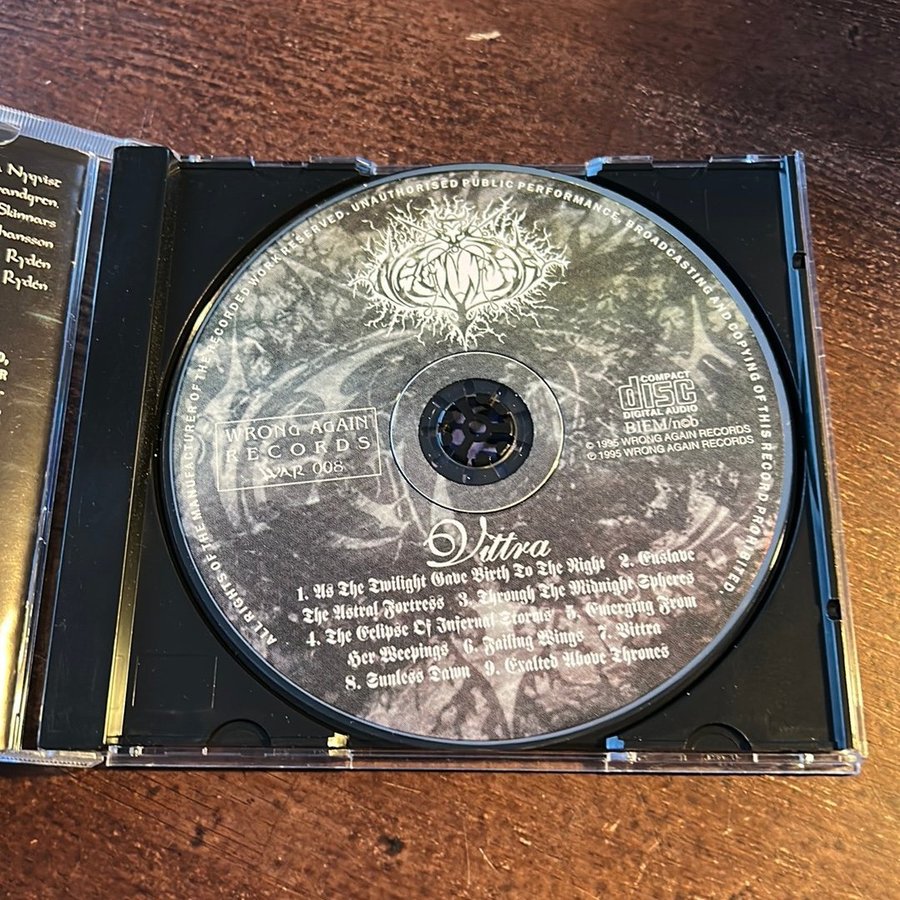 Nyqvist
Skinnars
Rydén
Rydén
ALL RIGHTS OF THE MANUFACTURER OF THE RECORDED WORK RESERVED. UNAUTHORISED PUBLIC PERFORMANCE, BROADCASTING AND COPYING OF THIS RECORD PROHIBITED.
WRONG AGAIN
RECORDS
WAR 008
COMPACT
disc
DIGITAL AUDIO
BIEM/n©b
© 1995 WRONG AGAIN RECORDS
℗ 1995 WRONG AGAIN RECORDS
Vittra
1. As The Twilight Gave Birth To The Night 2. Enslave
The Astral Fortress 3. Through The Midnight Spheres
4. The Eclipse Of Infernal Storms 5. Emerging From
Her Weepings 6. Failing Wings 7. Vittra
8. Sunless Dawn 9. Exalted Above Thrones